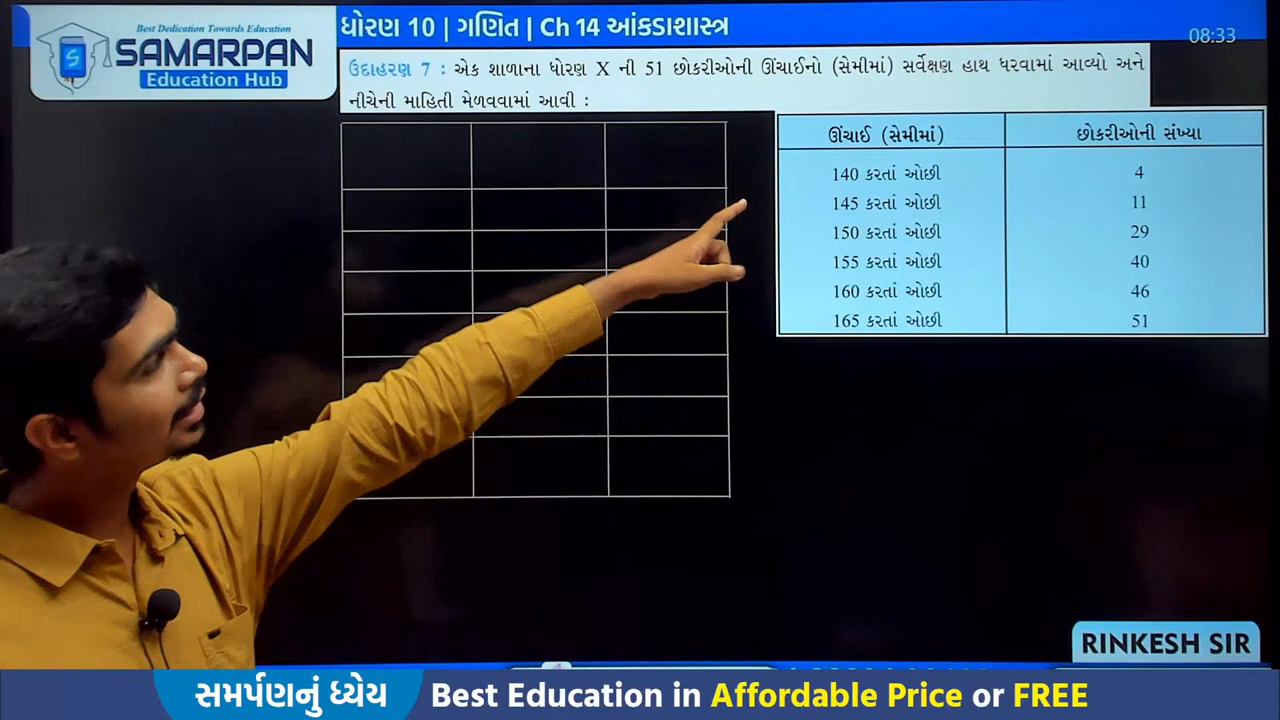 Best Dedication Towards Education
SAMARPAN
Education Hub
ધોરણ 10 | ગણિત | Ch 14 આંકડાશાસ્ત્ર
08:33
ઉદાહરણ 7 : એક શાળાના ધોરણ X ની 51 છોકરીઓની ઊંચાઈનો (સેમીમાં) સર્વેક્ષણ હાથ ધરવામાં આવ્યો અને
નીચેની માહિતી મેળવવામાં આવી :
ઊંચાઈ (સેમીમાં) છોકરીઓની સંખ્યા
140 કરતાં ઓછી 4
145 કરતાં ઓછી 11
150 કરતાં ઓછી 29
155 કરતાં ઓછી 40
160 કરતાં ઓછી 46
165 કરતાં ઓછી 51
RINKESH SIR
સમર્પણનું ધ્યેય Best Education in Affordable Price or FREE